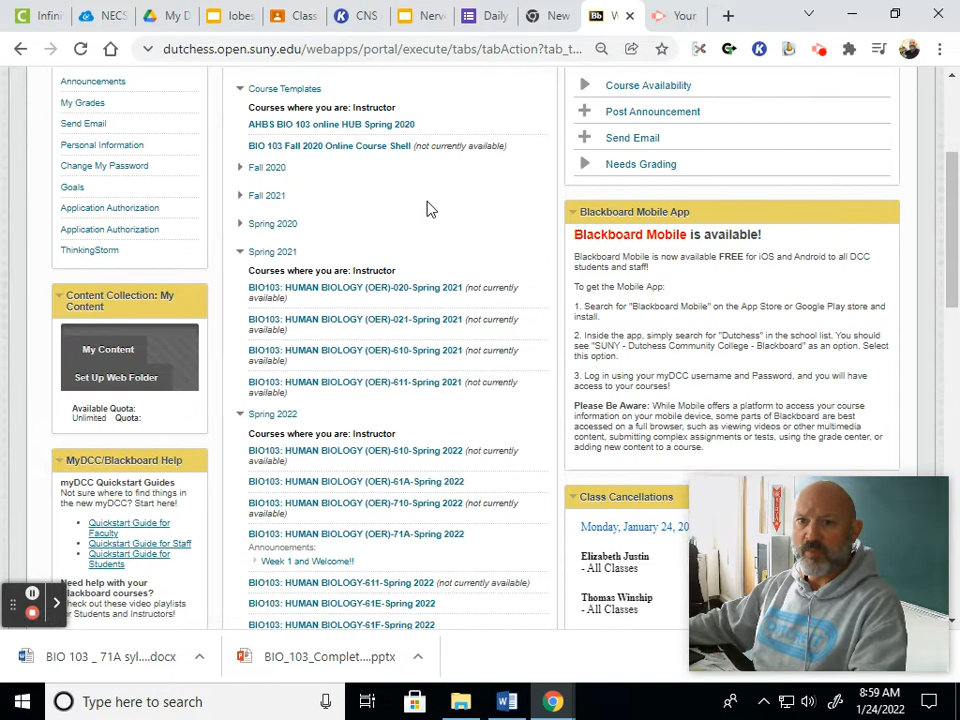 Infini
NECS
My D
lobes
Class
CNS
Nerv
Daily
New
Bb
W
Your
dutchess.open.suny.edu/webapps/portal/execute/tabs/tabAction?tab_t...
Announcements
My Grades
Send Email
Personal Information
Change My Password
Goals
Application Authorization
Application Authorization
ThinkingStorm
Content Collection: My
Content
My Content
Set Up Web Folder
Available Quota:
Unlimited Quota:
MyDCC/Blackboard Help
myDCC Quickstart Guides
Not sure where to find things in
the new myDCC? Start here!
Quickstart Guide for
Faculty
Quickstart Guide for Staff
Quickstart Guide for
Students
Need help with your
lackboard courses?
heck out these video playlists
r Students and Instructors!
Course Templates
Courses where you are: Instructor
AHBS BIO 103 online HUB Spring 2020
BIO 103 Fall 2020 Online Course Shell (not currently available)
Fall 2020
Fall 2021
Spring 2020
Spring 2021
Courses where you are: Instructor
BIO103: HUMAN BIOLOGY (OER)-020-Spring 2021 (not currently
available)
BIO103: HUMAN BIOLOGY (OER)-021-Spring 2021 (not currently
available)
BIO103: HUMAN BIOLOGY (OER)-610-Spring 2021 (not currently
available)
BIO103: HUMAN BIOLOGY (OER)-611-Spring 2021 (not currently
available)
Spring 2022
Courses where you are: Instructor
BIO103: HUMAN BIOLOGY (OER)-610-Spring 2022 (not currently
available)
BIO103: HUMAN BIOLOGY (OER)-61A-Spring 2022
BIO103: HUMAN BIOLOGY (OER)-710-Spring 2022 (not currently
available)
BIO103: HUMAN BIOLOGY (OER)-71A-Spring 2022
Announcements:
Week 1 and Welcome!!
BIO103: HUMAN BIOLOGY-611-Spring 2022 (not currently available)
BIO103: HUMAN BIOLOGY-61E-Spring 2022
BIO103: HUMAN BIOLOGY-61F-Spring 2022
Course Availability
Post Announcement
Send Email
Needs Grading
Blackboard Mobile App
Blackboard Mobile is available!
Blackboard Mobile is now available FREE for iOS and Android to all DCC
students and staff!
To get the Mobile App:
1. Search for "Blackboard Mobile" on the App Store or Google Play store and
install.
2. Inside the app, simply search for "Dutchess" in the school list. You should
see "SUNY - Dutchess Community College - Blackboard" as an option. Select
this option.
3. Log in using your myDCC username and Password, and you will have
access to your courses!
Please Be Aware: While Mobile offers a platform to access your course
information on your mobile device, some parts of Blackboard are best
accessed on a full browser, such as viewing videos or other multimedia
content, submitting complex assignments or tests, using the grade center, or
adding new content to a course.
Class Cancellations
Monday, January 24, 20
Elizabeth Justin
- All Classes
Thomas Winship
- All Classes
BIO 103 _ 71A syl....docx
BIO_103_Complet....pptx
Type here to search
8:59 AM
1/24/2022